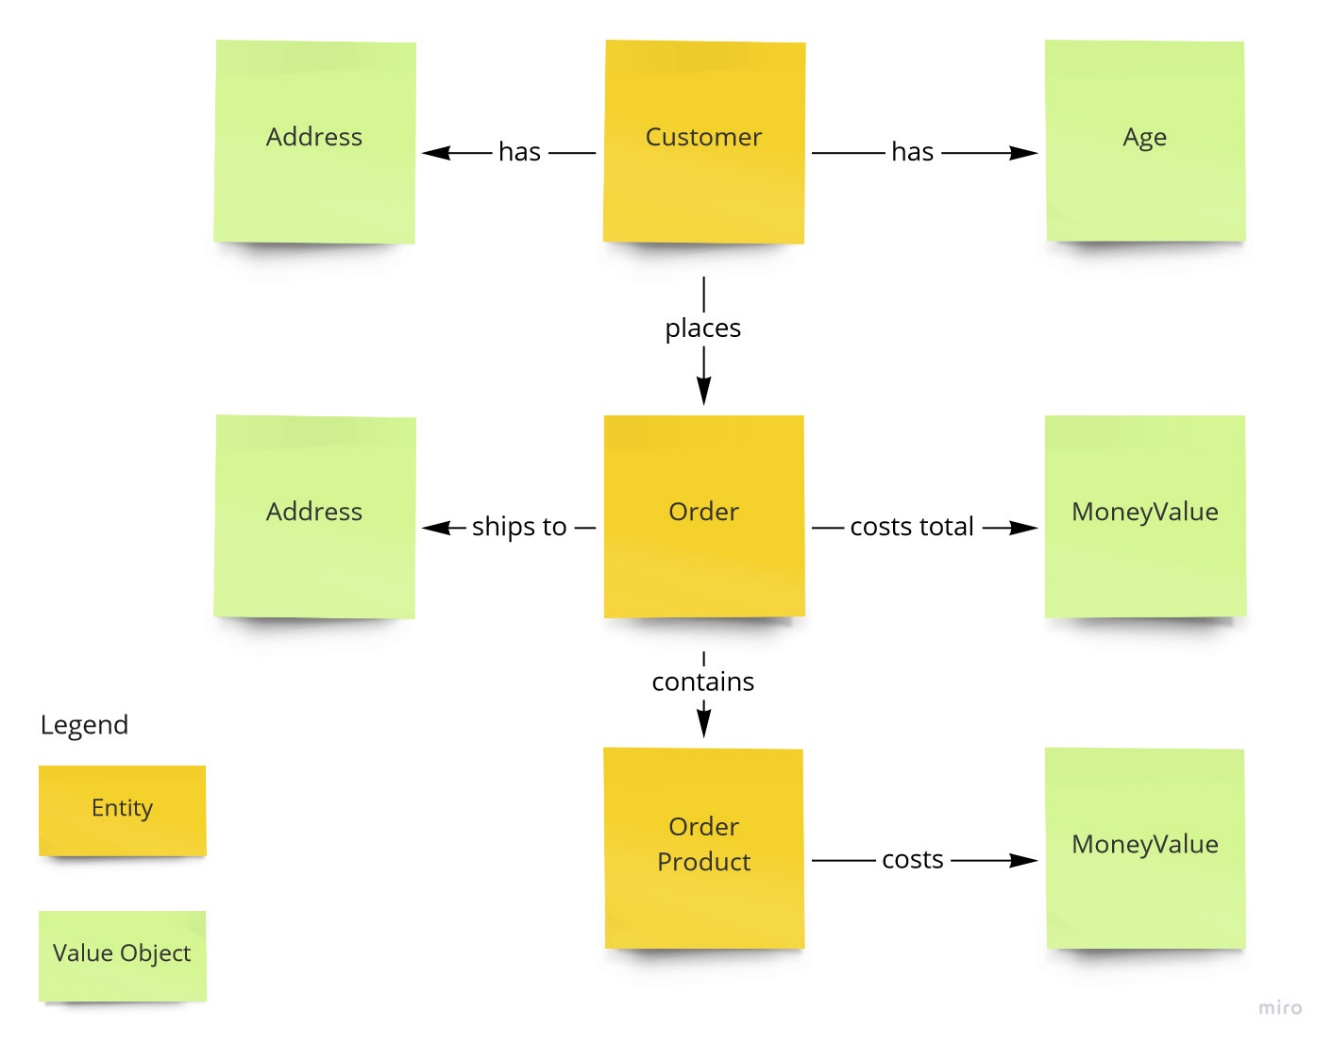 Address
has
Customer
has
Age
places
Address
ships to
Order
costs total
MoneyValue
contains
Legend
Entity
Order
Product
costs
MoneyValue
Value Object
miro